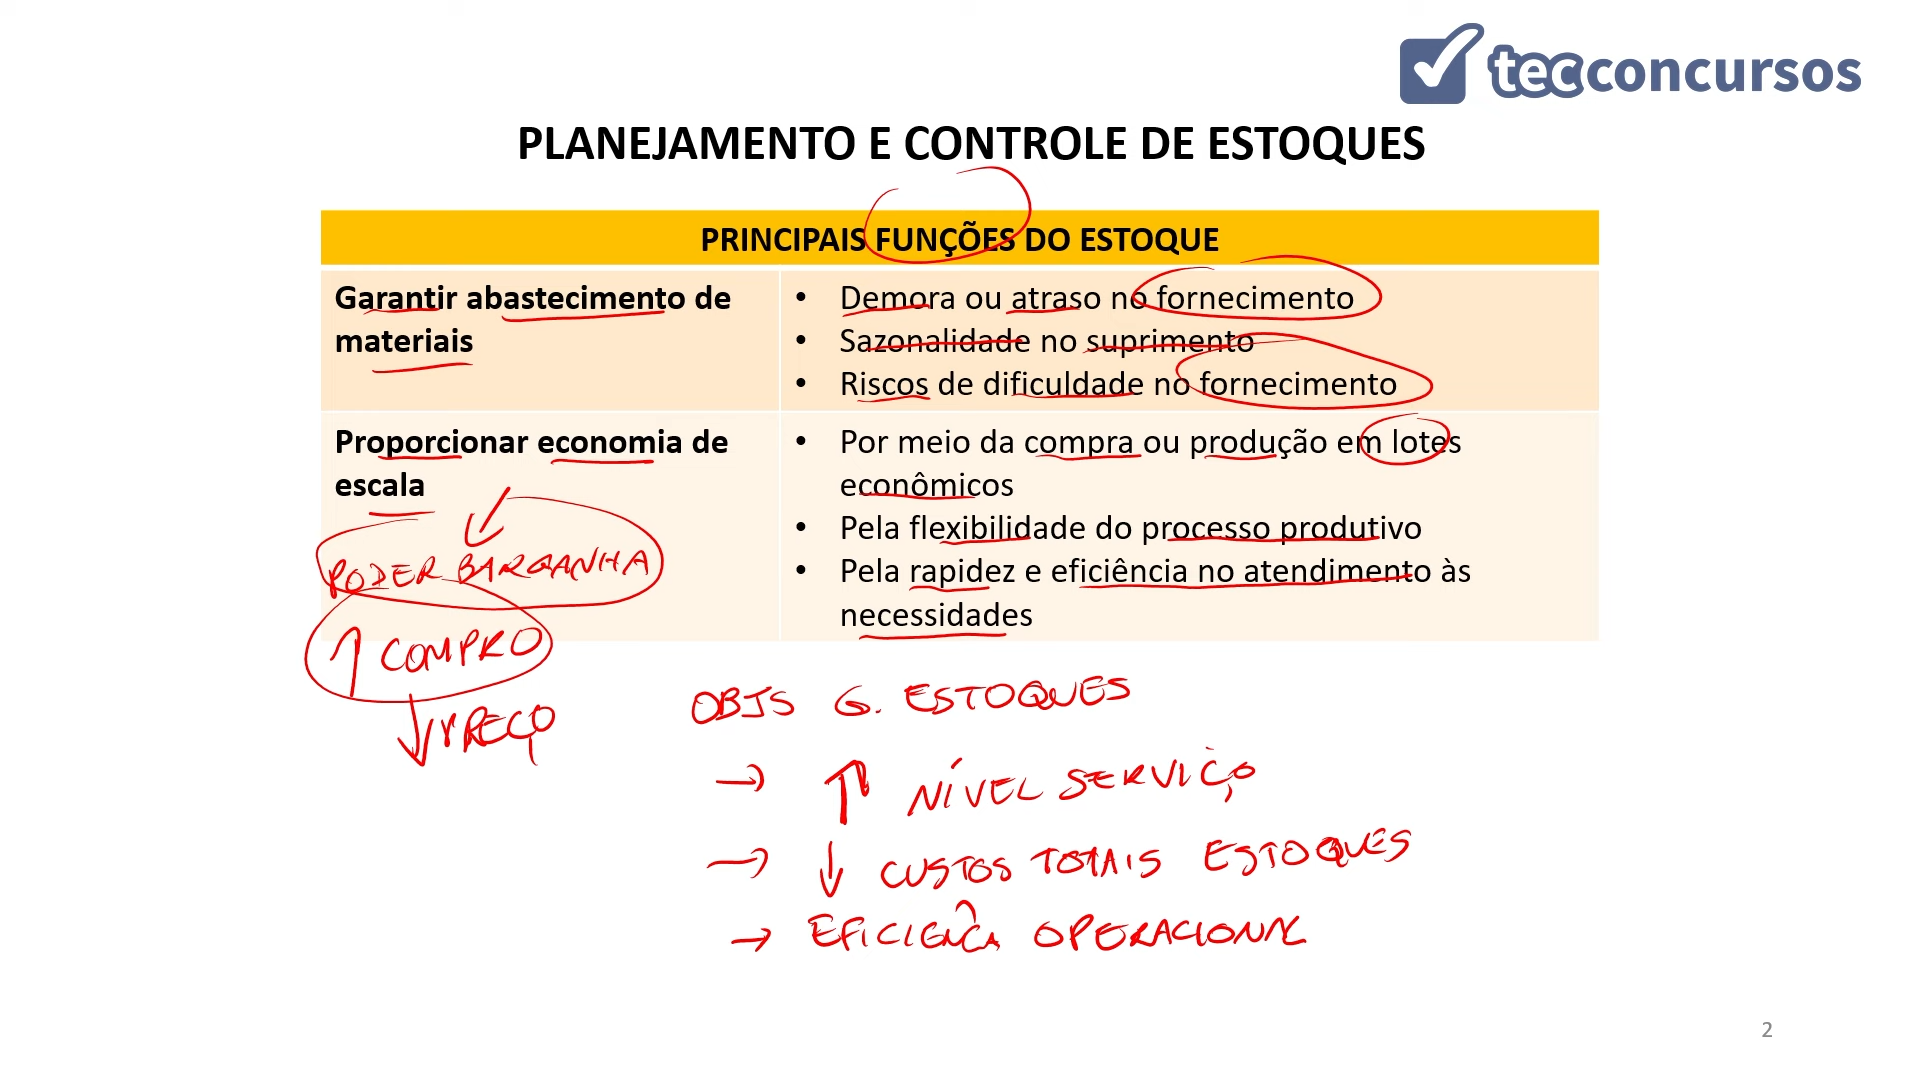 tecconcursos
PLANEJAMENTO E CONTROLE DE ESTOQUES
PRINCIPAIS FUNÇÕES DO ESTOQUE
Garantir abastecimento de
materiais
• Demora ou atraso no fornecimento
• Sazonalidade no suprimento
• Riscos de dificuldade no fornecimento
Proporcionar economia de
escala
• Por meio da compra ou produção em lotes
econômicos
• Pela flexibilidade do processo produtivo
• Pela rapidez e eficiência no atendimento às
necessidades
PODER BARGANHA
↑ COMPRO
↓ PREÇO
OBJS G. ESTOQUES
→ ↑ NÍVEL SERVIÇO
→ ↓ CUSTOS TOTAIS ESTOQUES
→ EFICIÊNCIA OPERACIONAL
2